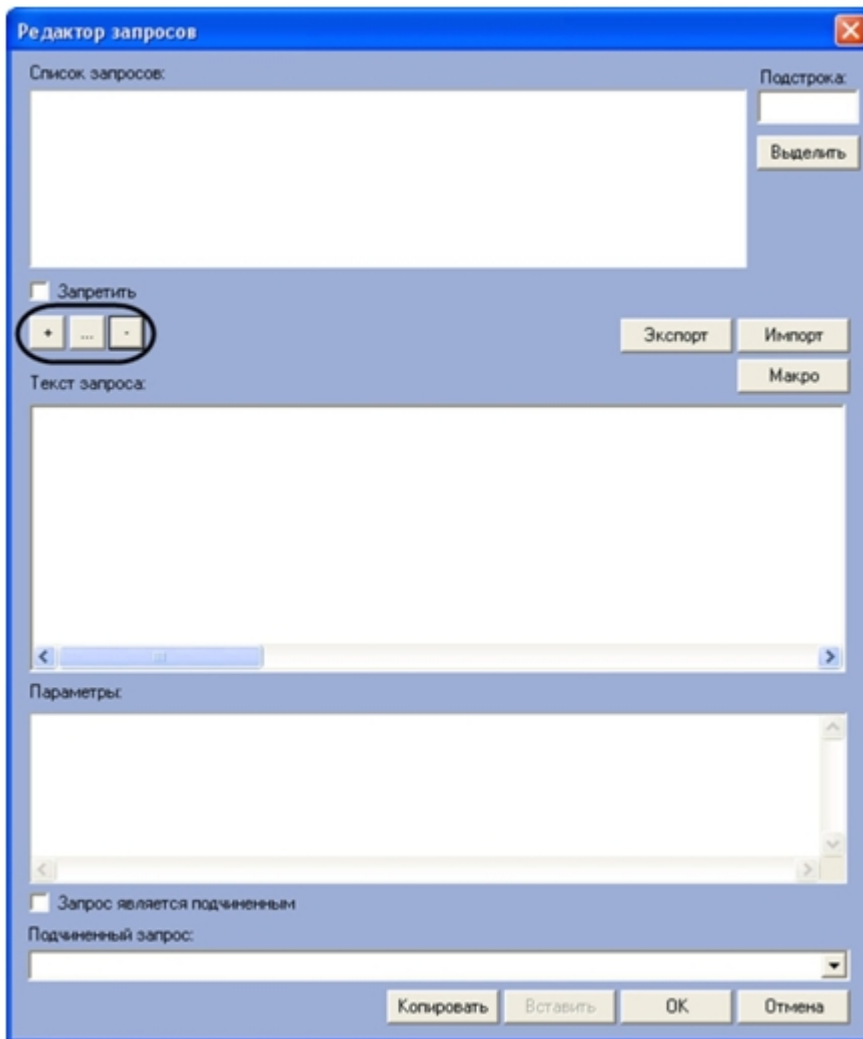 Редактор запросов
Список запросов:
Подстрока:
Выделить
Запретить
+ ... -
Экспорт Импорт
Макро
Текст запроса:
Параметры:
Запрос является подчиненным
Подчиненный запрос:
Копировать Вставить ОК Отмена